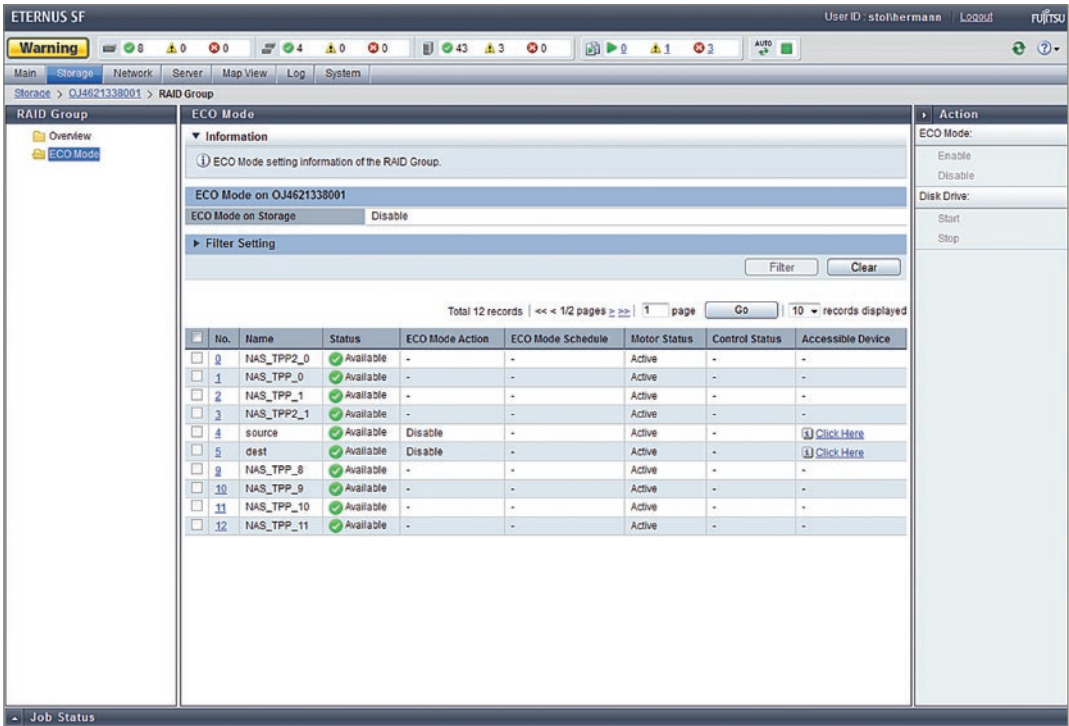 ETERNUS SF User ID : stol\hermann Logout FUJITSU
Warning 8 0 0 4 0 0 43 3 0 0 1 3 AUTO
Main Storage Network Server Map View Log System
Storage > OJ4621338001 > RAID Group
RAID Group
Overview
ECO Mode
ECO Mode
Information
ECO Mode setting information of the RAID Group.
ECO Mode on OJ4621338001
ECO Mode on Storage Disable
Filter Setting
Filter Clear
Total 12 records | << < 1/2 pages > >> | 1 page Go | 10 records displayed
No. Name Status ECO Mode Action ECO Mode Schedule Motor Status Control Status Accessible Device
0 NAS_TPP2_0 Available - - Active - -
1 NAS_TPP_0 Available - - Active - -
2 NAS_TPP_1 Available - - Active - -
3 NAS_TPP2_1 Available - - Active - -
4 source Available Disable - Active - Click Here
5 dest Available Disable - Active - Click Here
9 NAS_TPP_8 Available - - Active - -
10 NAS_TPP_9 Available - - Active - -
11 NAS_TPP_10 Available - - Active - -
12 NAS_TPP_11 Available - - Active - -
Action
ECO Mode:
Enable
Disable
Disk Drive:
Start
Stop
Job Status